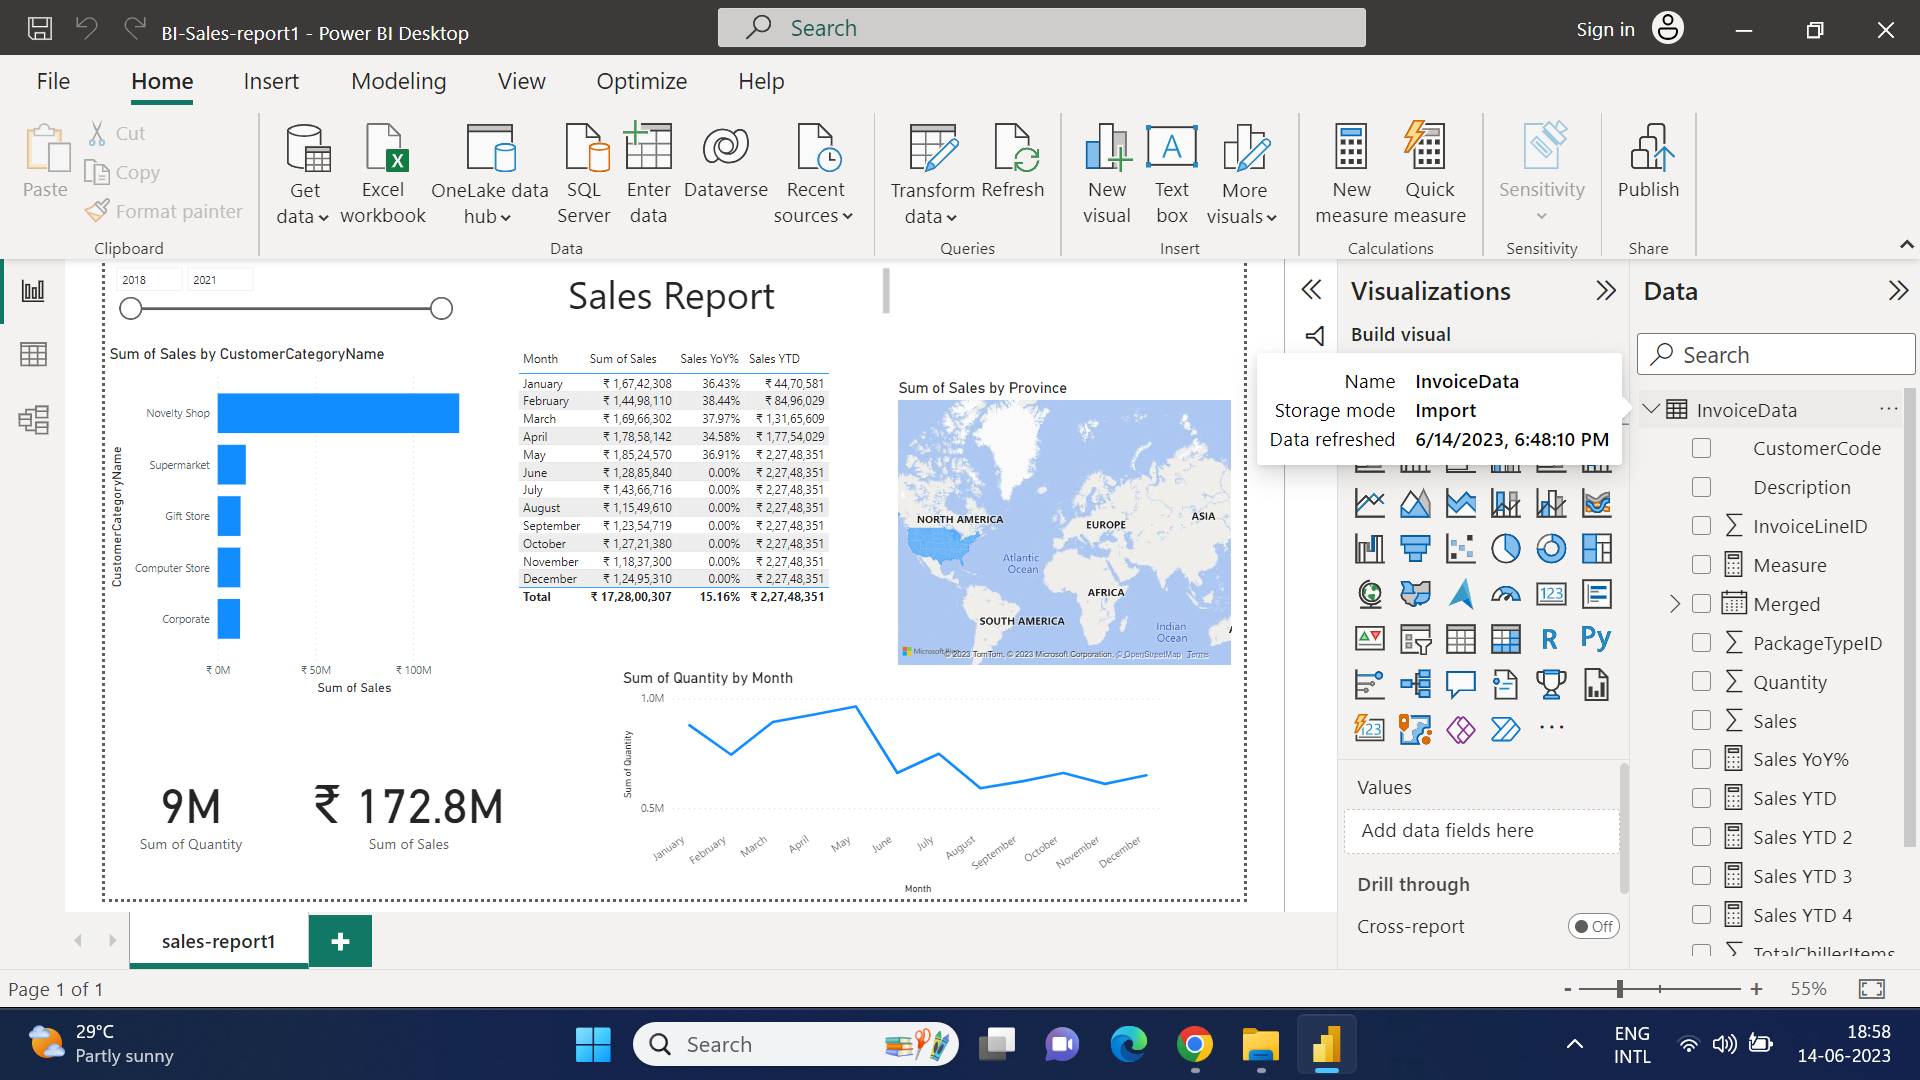 BI-Sales-report1 - Power BI Desktop
Search
Sign in
File Home Insert Modeling View Optimize Help
Paste
Cut
Copy
Format painter
Clipboard
Get data
Excel workbook
OneLake data hub
SQL Server
Enter data
Dataverse
Recent sources
Data
Transform data
Refresh
Queries
New visual
Text box
More visuals
Insert
New measure
Quick measure
Calculations
Sensitivity
Sensitivity
Publish
Share
2018 2021
Sales Report
Sum of Sales by CustomerCategoryName
CustomerCategoryName
Novelty Shop
Supermarket
Gift Store
Computer Store
Corporate
₹ 0M ₹ 50M ₹ 100M
Sum of Sales
Month Sum of Sales Sales YoY% Sales YTD
January ₹ 1,67,42,308 36.43% ₹ 44,70,581
February ₹ 1,44,98,110 38.44% ₹ 84,96,029
March ₹ 1,69,66,302 37.97% ₹ 1,31,65,609
April ₹ 1,78,58,142 34.58% ₹ 1,77,54,029
May ₹ 1,85,24,570 36.91% ₹ 2,27,48,351
June ₹ 1,28,85,840 0.00% ₹ 2,27,48,351
July ₹ 1,43,66,716 0.00% ₹ 2,27,48,351
August ₹ 1,15,49,610 0.00% ₹ 2,27,48,351
September ₹ 1,23,54,719 0.00% ₹ 2,27,48,351
October ₹ 1,27,21,380 0.00% ₹ 2,27,48,351
November ₹ 1,18,37,300 0.00% ₹ 2,27,48,351
December ₹ 1,24,95,310 0.00% ₹ 2,27,48,351
Total ₹ 17,28,00,307 15.16% ₹ 2,27,48,351
Sum of Sales by Province
NORTH AMERICA
EUROPE
ASIA
Atlantic Ocean
AFRICA
SOUTH AMERICA
Indian Ocean
Microsoft
© 2023 TomTom, © 2023 Microsoft Corporation, © OpenStreetMap Terms
Sum of Quantity by Month
Sum of Quantity
1.0M
0.5M
January February March April May June July August September October November December
Month
9M
Sum of Quantity
₹ 172.8M
Sum of Sales
Visualizations
Build visual
Name InvoiceData
Storage mode Import
Data refreshed 6/14/2023, 6:48:10 PM
123
R Py
123
Values
Add data fields here
Drill through
Cross-report
Off
Data
Search
InvoiceData
CustomerCode
Description
InvoiceLineID
Measure
Merged
PackageTypeID
Quantity
Sales
Sales YoY%
Sales YTD
Sales YTD 2
Sales YTD 3
Sales YTD 4
TotalChillerItems
sales-report1
Page 1 of 1
- + 55%
29°C
Partly sunny
Search
ENG
INTL
18:58
14-06-2023